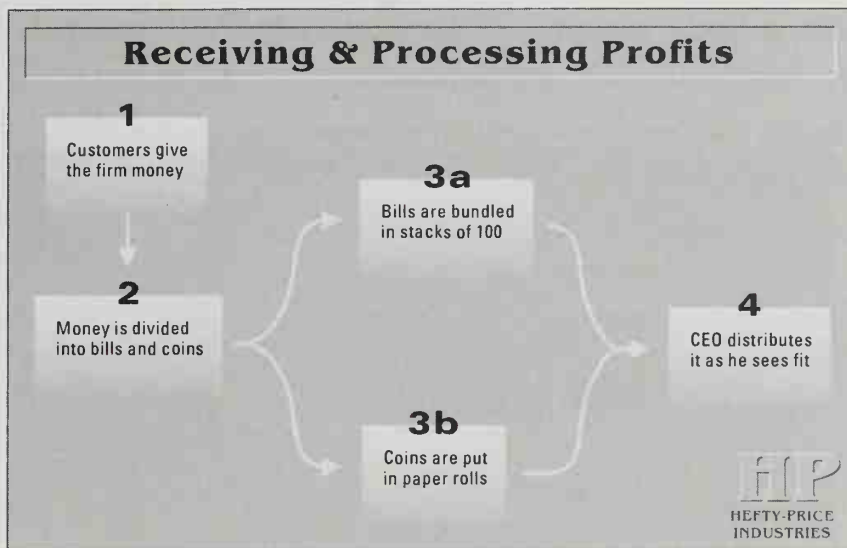 Receiving & Processing Profits
1
Customers give
the firm money
2
Money is divided
into bills and coins
3a
Bills are bundled
in stacks of 100
3b
Coins are put
in paper rolls
4
CEO distributes
it as he sees fit
HP
HEFTY-PRICE
INDUSTRIES